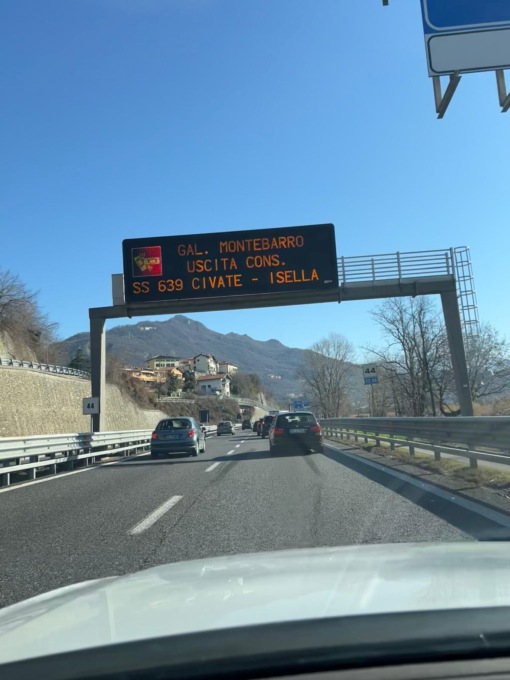 GAL. MONTEBARRO
USCITA CONS.
SS 639 CIVATE - ISELLA
44
44